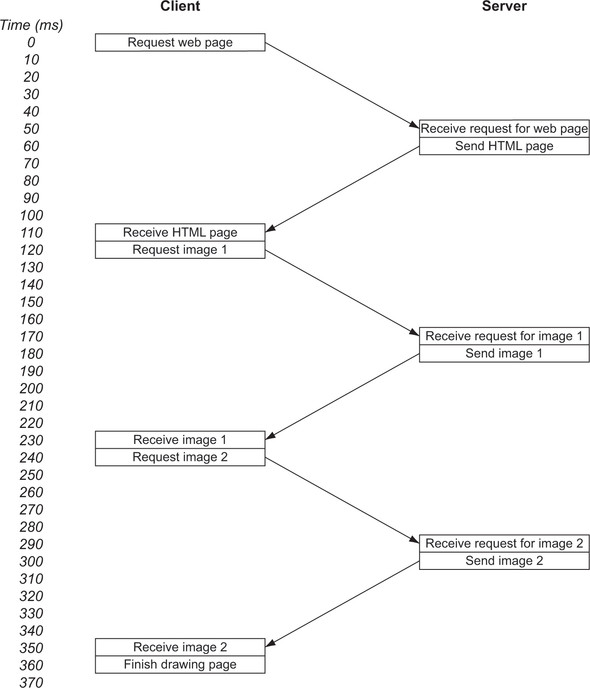 Client Server
Time (ms)
0 Request web page
10
20
30
40
50 Receive request for web page
60 Send HTML page
70
80
90
100
110 Receive HTML page
120 Request image 1
130
140
150
160
170 Receive request for image 1
180 Send image 1
190
200
210
220
230 Receive image 1
240 Request image 2
250
260
270
280
290 Receive request for image 2
300 Send image 2
310
320
330
340
350 Receive image 2
360 Finish drawing page
370